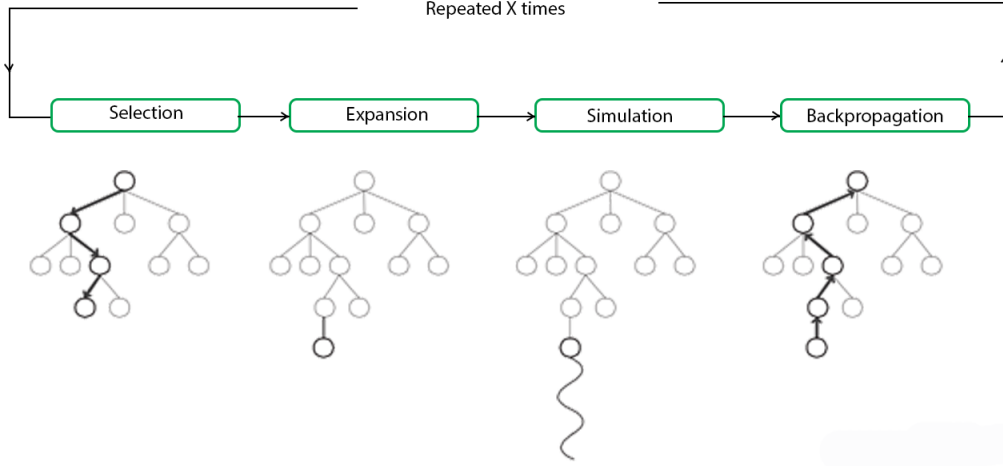 Repeated X times
Selection
Expansion
Simulation
Backpropagation